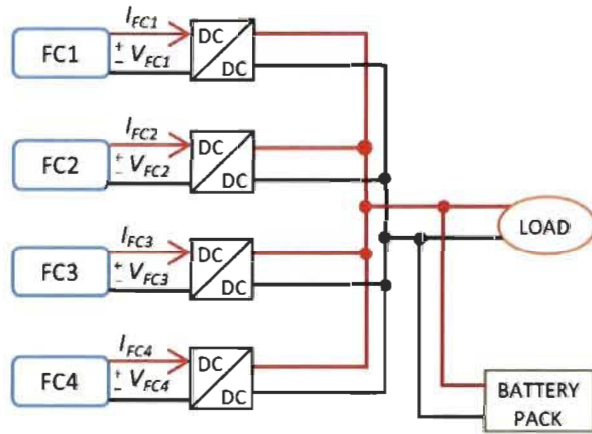 I_FC1
FC1
+
−
V_FC1
DC
DC
I_FC2
FC2
+
−
V_FC2
DC
DC
LOAD
I_FC3
FC3
+
−
V_FC3
DC
DC
I_FC4
FC4
+
−
V_FC4
DC
DC
BATTERY
PACK